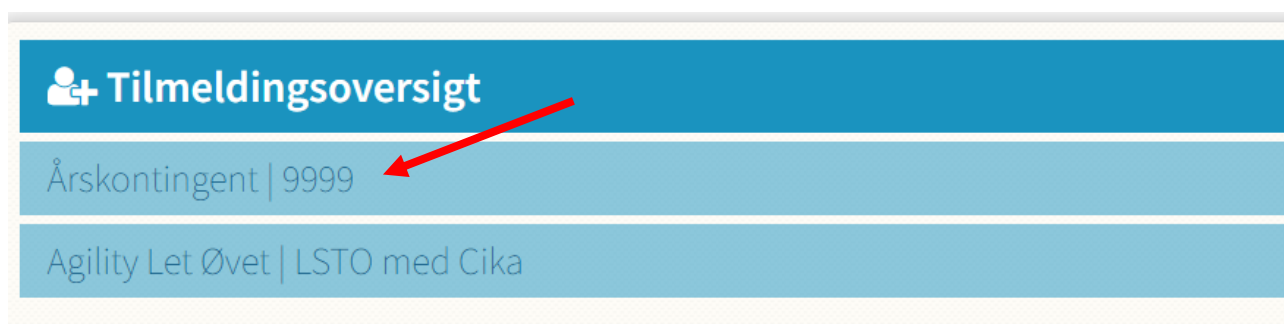 Tilmeldingsoversigt
Årskontingent | 9999
Agility Let Øvet | LSTO med Cika